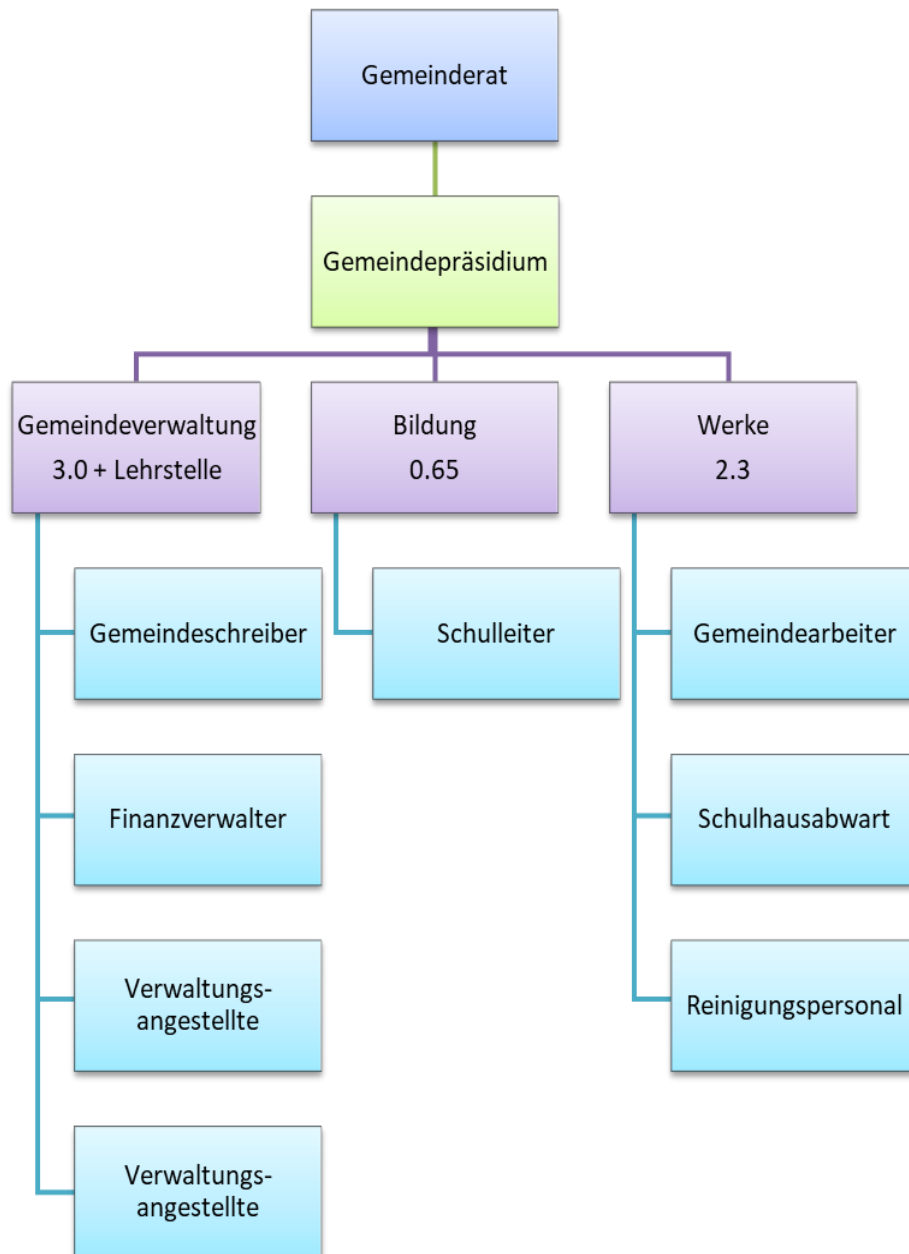 Gemeinderat
Gemeindepräsidium
Gemeindeverwaltung
3.0 + Lehrstelle
Bildung
0.65
Werke
2.3
Gemeindeschreiber
Finanzverwalter
Verwaltungs-
angestellte
Verwaltungs-
angestellte
Schulleiter
Gemeindearbeiter
Schulhausabwart
Reinigungspersonal